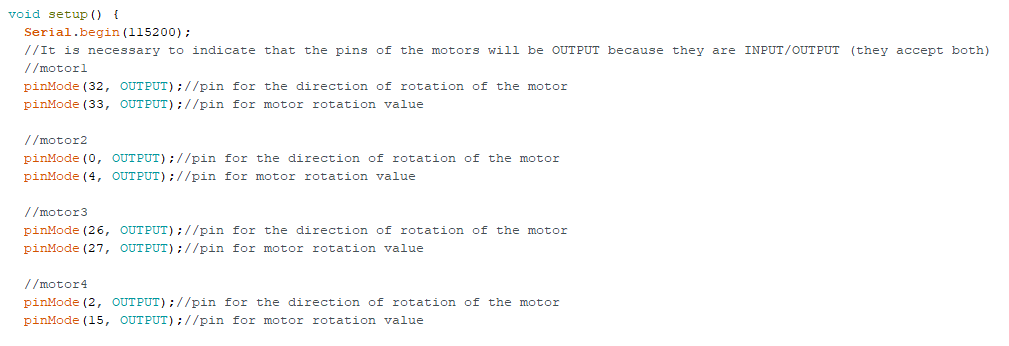 void setup() {
Serial.begin(115200);
//It is necessary to indicate that the pins of the motors will be OUTPUT because they are INPUT/OUTPUT (they accept both)
//motor1
pinMode(32, OUTPUT);//pin for the direction of rotation of the motor
pinMode(33, OUTPUT);//pin for motor rotation value
//motor2
pinMode(0, OUTPUT);//pin for the direction of rotation of the motor
pinMode(4, OUTPUT);//pin for motor rotation value
//motor3
pinMode(26, OUTPUT);//pin for the direction of rotation of the motor
pinMode(27, OUTPUT);//pin for motor rotation value
//motor4
pinMode(2, OUTPUT);//pin for the direction of rotation of the motor
pinMode(15, OUTPUT);//pin for motor rotation value